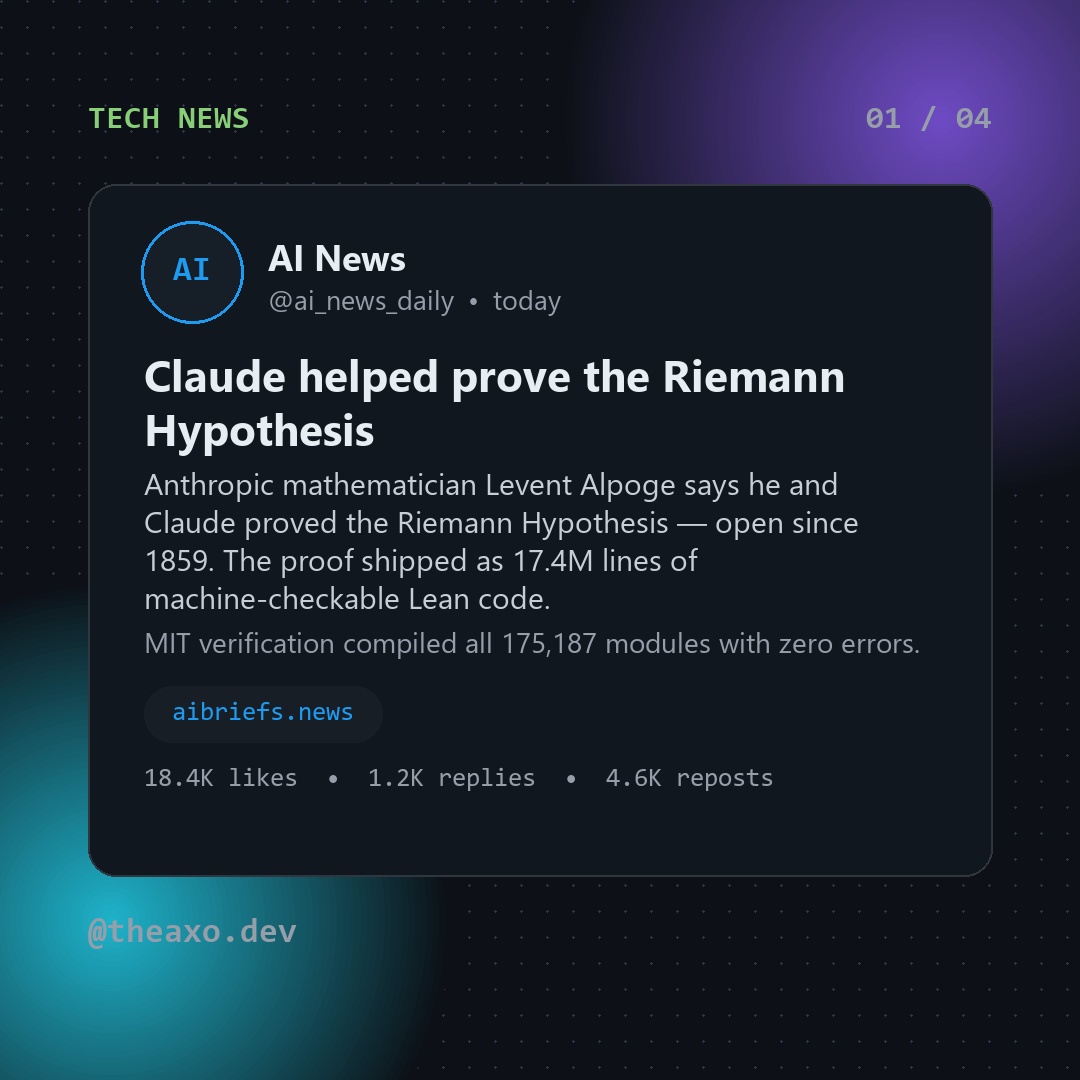 TECH NEWS
01 / 04
AI
AI News
@ai_news_daily • today
Claude helped prove the Riemann
Hypothesis
Anthropic mathematician Levent Alpoge says he and
Claude proved the Riemann Hypothesis — open since
1859. The proof shipped as 17.4M lines of
machine-checkable Lean code.
MIT verification compiled all 175,187 modules with zero errors.
aibriefs.news
18.4K likes • 1.2K replies • 4.6K reposts
@theaxo.dev